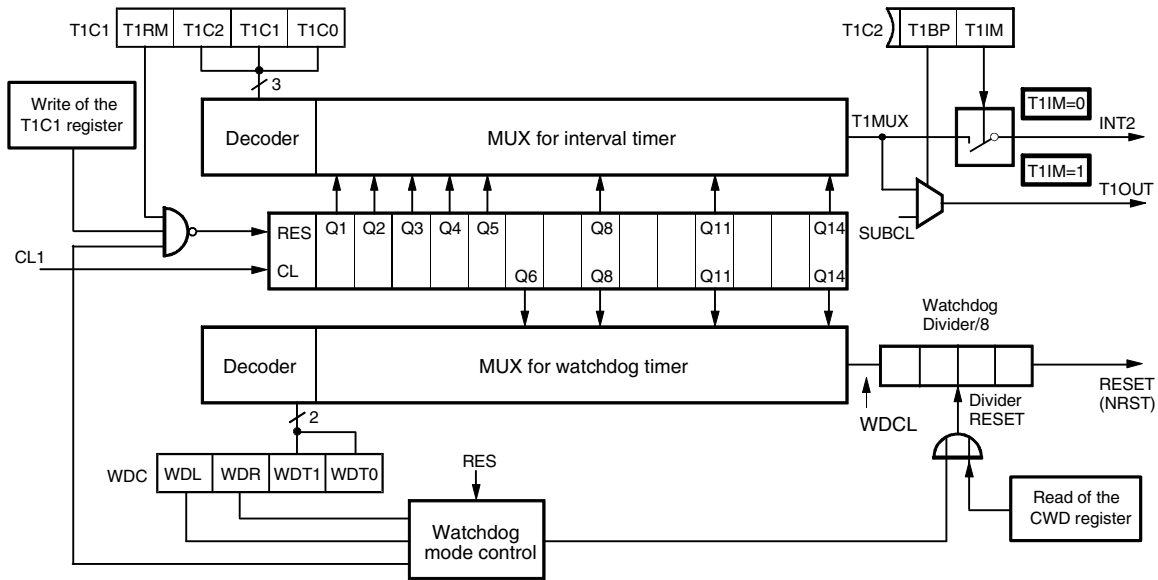 T1C1 T1RM T1C2 T1C1 T1C0
T1C2 T1BP T1IM
3
Write of the
T1C1 register
Decoder
MUX for interval timer
T1MUX
T1IM=0
INT2
T1IM=1
T1OUT
SUBCL
RES Q1 Q2 Q3 Q4 Q5 Q8 Q11 Q14
CL1
CL
Q6 Q8 Q11 Q14
Watchdog
Divider/8
Decoder
MUX for watchdog timer
RESET
(NRST)
WDCL
Divider
RESET
2
WDC WDL WDR WDT1 WDT0
RES
Read of the
CWD register
Watchdog
mode control